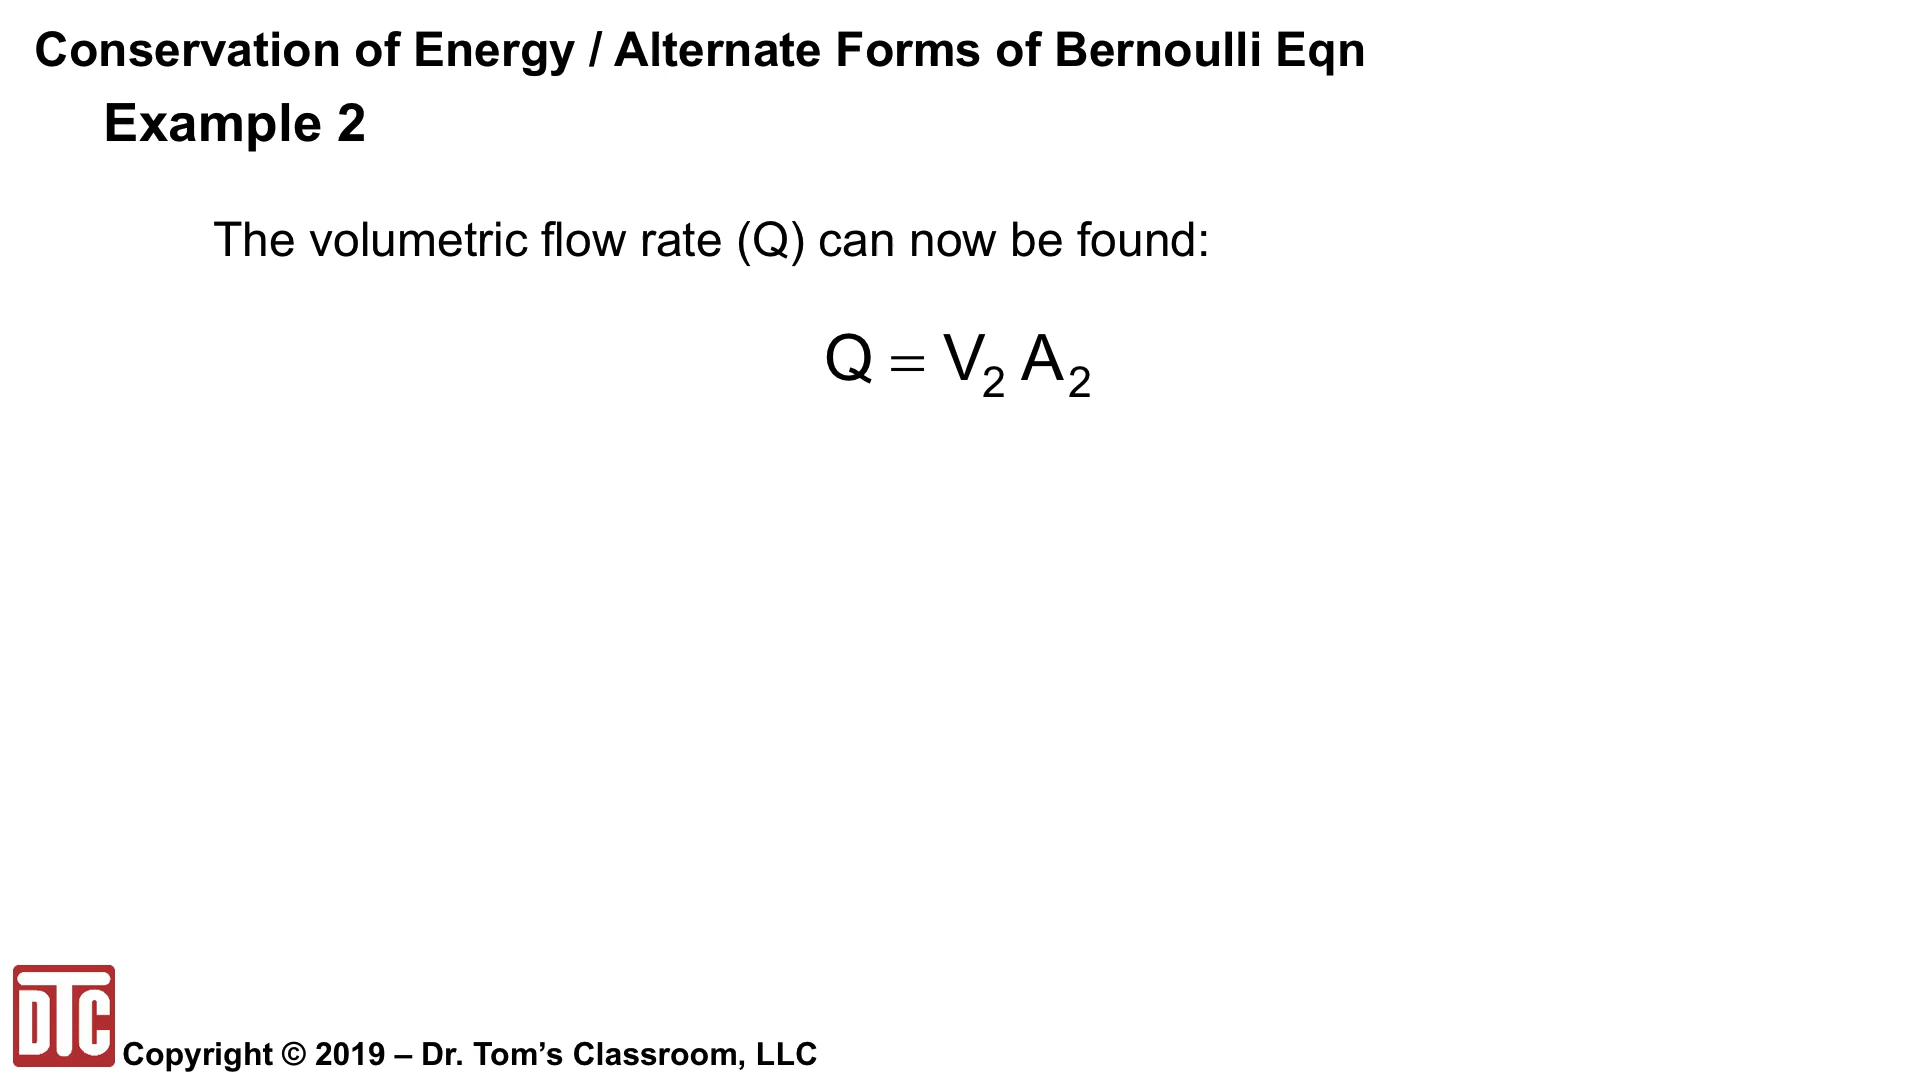 Conservation of Energy / Alternate Forms of Bernoulli Eqn
Example 2
The volumetric flow rate (Q) can now be found:
Q = V₂ A₂
DTC
Copyright © 2019 – Dr. Tom’s Classroom, LLC